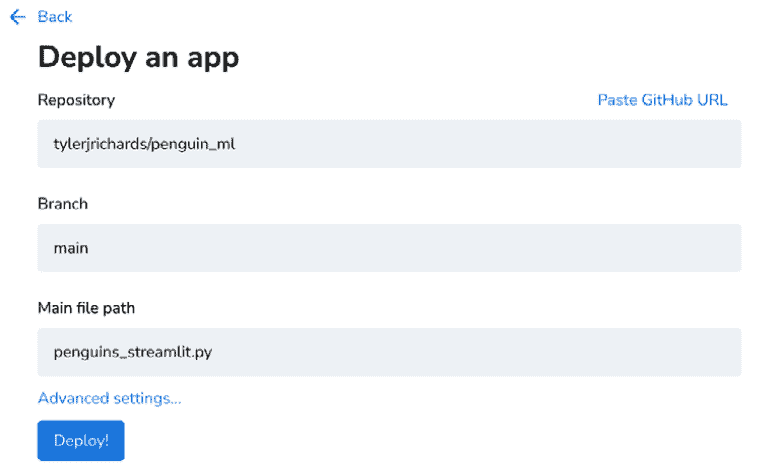 Back
Deploy an app
Repository Paste GitHub URL
tylerjrichards/penguin_ml
Branch
main
Main file path
penguins_streamlit.py
Advanced settings...
Deploy!